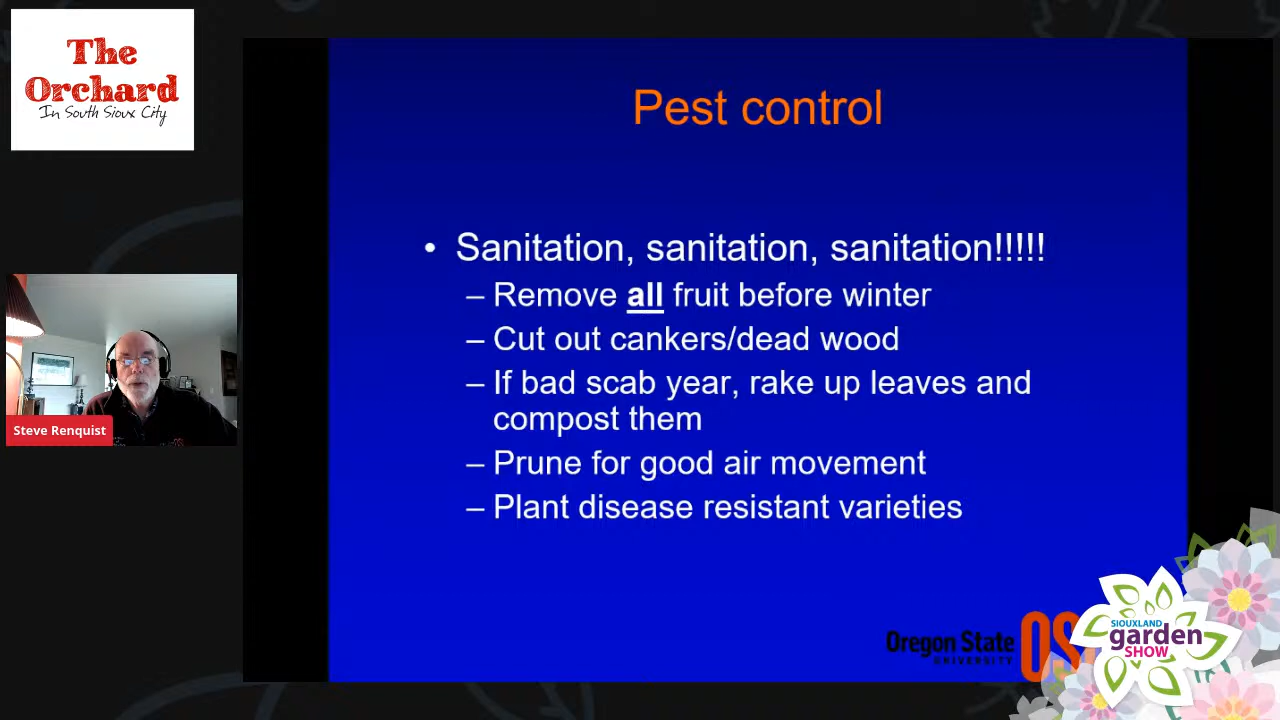 The
Orchard
In South Sioux City
Pest control
• Sanitation, sanitation, sanitation!!!!!
– Remove all fruit before winter
– Cut out cankers/dead wood
– If bad scab year, rake up leaves and
compost them
– Prune for good air movement
– Plant disease resistant varieties
Steve Renquist
Oregon State
UNIVERSITY
OS
SIOUXLAND
garden
SHOW